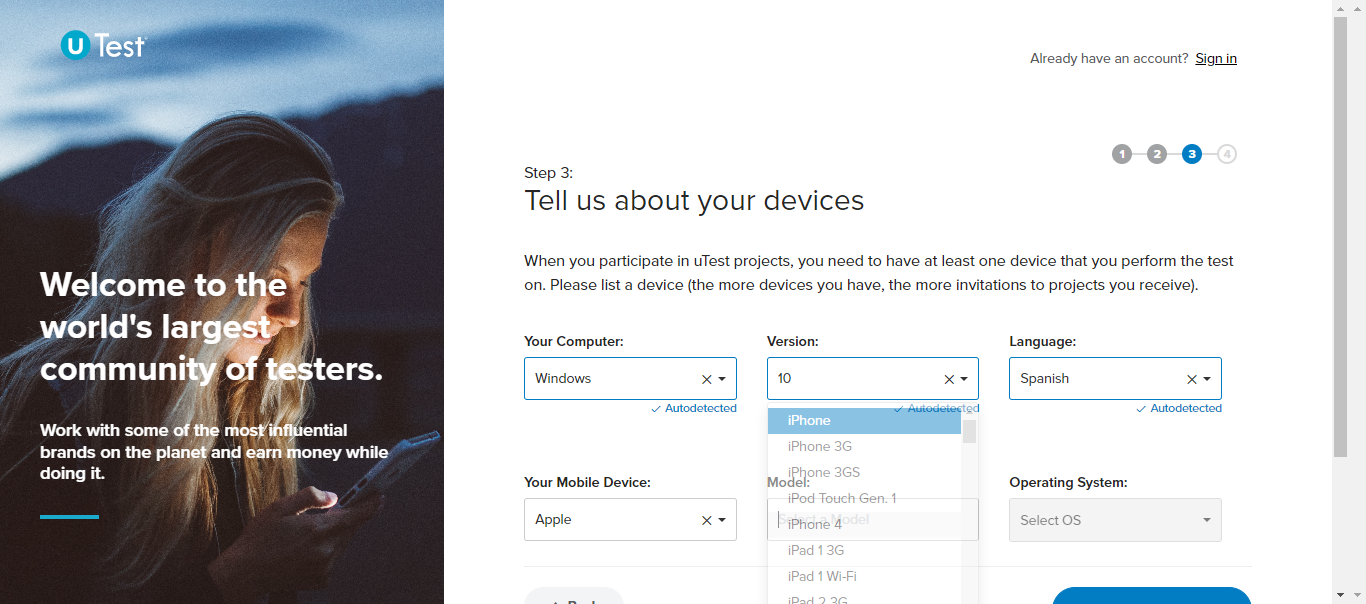 U Test
Already have an account? Sign in
1 2 3 4
Step 3:
Tell us about your devices
When you participate in uTest projects, you need to have at least one device that you perform the test
on. Please list a device (the more devices you have, the more invitations to projects you receive).
Welcome to the
world's largest
community of testers.
Work with some of the most influential
brands on the planet and earn money while
doing it.
Your Computer: Version: Language:
Windows 10 Spanish
Autodetected Autodetected Autodetected
iPhone
iPhone 3G
iPhone 3GS
iPod Touch Gen. 1
iPhone 4
iPad 1 3G
iPad 1 Wi-Fi
iPad 2 3G
Your Mobile Device: Model: Operating System:
Apple Select a Model Select OS